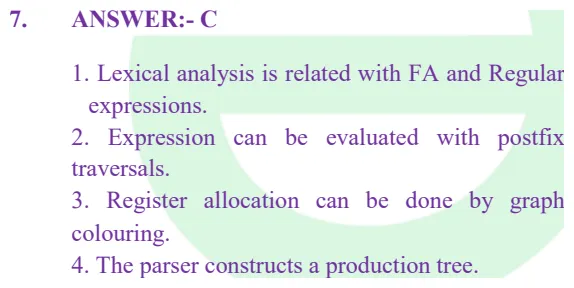 7. ANSWER:- C
1. Lexical analysis is related with FA and Regular
expressions.
2. Expression can be evaluated with postfix
traversals.
3. Register allocation can be done by graph
colouring.
4. The parser constructs a production tree.